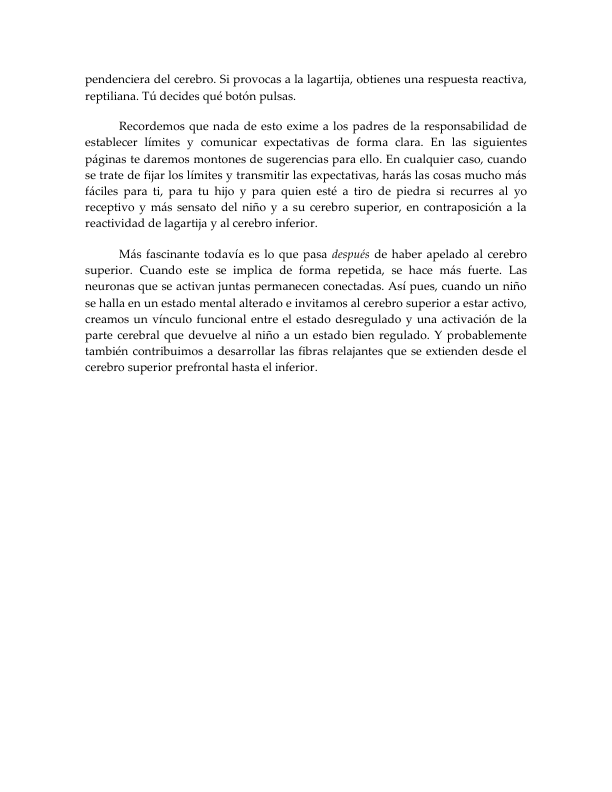 pendenciera del cerebro. Si provocas a la lagartija, obtienes una respuesta reactiva,
reptiliana. Tú decides qué botón pulsas.
Recordemos que nada de esto exime a los padres de la responsabilidad de
establecer límites y comunicar expectativas de forma clara. En las siguientes
páginas te daremos montones de sugerencias para ello. En cualquier caso, cuando
se trate de fijar los límites y transmitir las expectativas, harás las cosas mucho más
fáciles para ti, para tu hijo y para quien esté a tiro de piedra si recurres al yo
receptivo y más sensato del niño y a su cerebro superior, en contraposición a la
reactividad de lagartija y al cerebro inferior.
Más fascinante todavía es lo que pasa después de haber apelado al cerebro
superior. Cuando este se implica de forma repetida, se hace más fuerte. Las
neuronas que se activan juntas permanecen conectadas. Así pues, cuando un niño
se halla en un estado mental alterado e invitamos al cerebro superior a estar activo,
creamos un vínculo funcional entre el estado desregulado y una activación de la
parte cerebral que devuelve al niño a un estado bien regulado. Y probablemente
también contribuimos a desarrollar las fibras relajantes que se extienden desde el
cerebro superior prefrontal hasta el inferior.